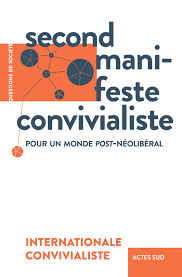 QUESTIONS DE SOCIÉTÉ
second
mani-
feste
convivialiste
POUR UN MONDE POST-NÉOLIBÉRAL
INTERNATIONALE
CONVIVIALISTE
ACTES SUD